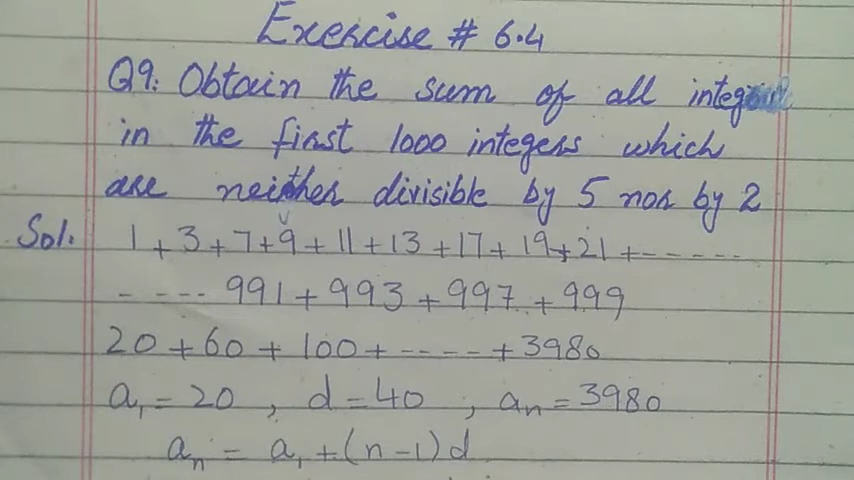 Exercise # 6.4
Q9: Obtain the sum of all
in the first 1000 integers which
are neither divisible by 5 nor by 2
Sol. 1 + 3 + 7 + 9 + 11 + 13 + 17 + 19 + 21 + ------
----- 991 + 993 + 997 + 999
20 + 60 + 100 + ---- + 3980
a₁ = 20 , d = 40 , aₙ = 3980
aₙ = a₁ + (n-1)d